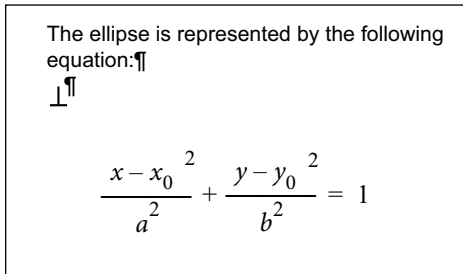 The ellipse is represented by the following
equation:¶
⊥¶
x – x₀ ² / a² + y – y₀ ² / b² = 1